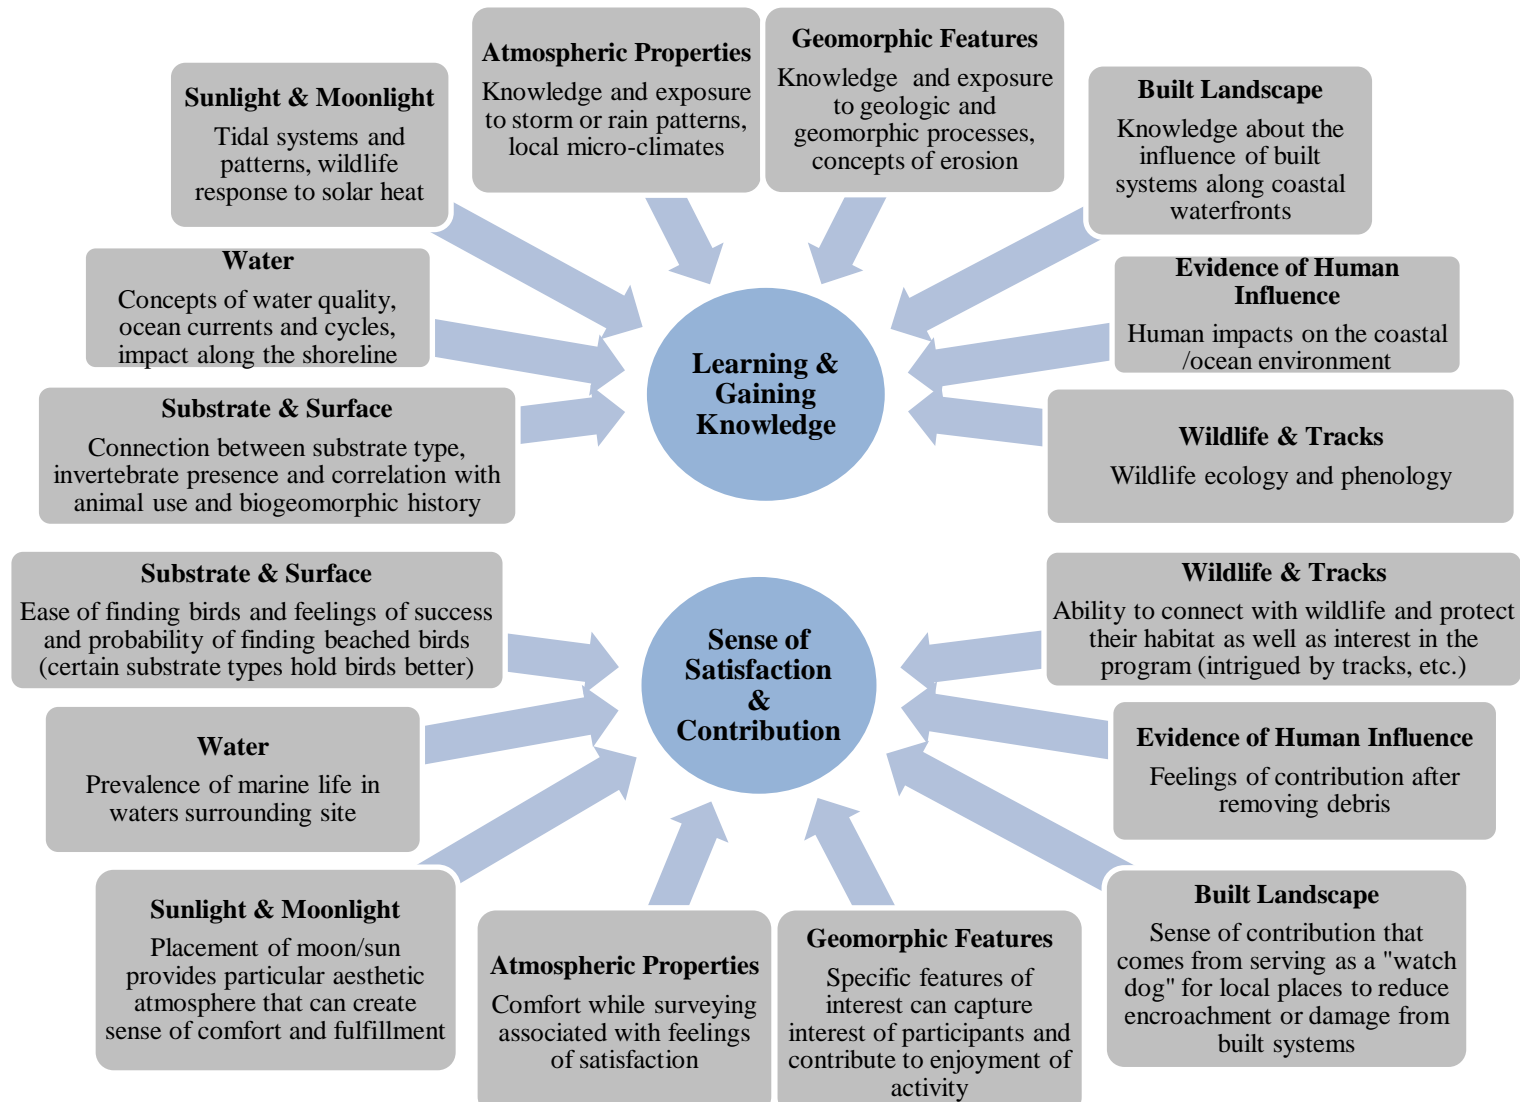 Atmospheric Properties
Knowledge and exposure
to storm or rain patterns,
local micro-climates
Geomorphic Features
Knowledge and exposure
to geologic and
geomorphic processes,
concepts of erosion
Sunlight & Moonlight
Tidal systems and
patterns, wildlife
response to solar heat
Built Landscape
Knowledge about the
influence of built
systems along coastal
waterfronts
Water
Concepts of water quality,
ocean currents and cycles,
impact along the shoreline
Evidence of Human
Influence
Human impacts on the coastal
/ocean environment
Learning &
Gaining
Knowledge
Substrate & Surface
Connection between substrate type,
invertebrate presence and correlation with
animal use and biogeomorphic history
Wildlife & Tracks
Wildlife ecology and phenology
Substrate & Surface
Ease of finding birds and feelings of success
and probability of finding beached birds
(certain substrate types hold birds better)
Wildlife & Tracks
Ability to connect with wildlife and protect
their habitat as well as interest in the
program (intrigued by tracks, etc.)
Sense of
Satisfaction
&
Contribution
Water
Prevalence of marine life in
waters surrounding site
Evidence of Human Influence
Feelings of contribution after
removing debris
Sunlight & Moonlight
Placement of moon/sun
provides particular aesthetic
atmosphere that can create
sense of comfort and fulfillment
Atmospheric Properties
Comfort while surveying
associated with feelings
of satisfaction
Geomorphic Features
Specific features of
interest can capture
interest of participants and
contribute to enjoyment of
activity
Built Landscape
Sense of contribution that
comes from serving as a "watch
dog" for local places to reduce
encroachment or damage from
built systems